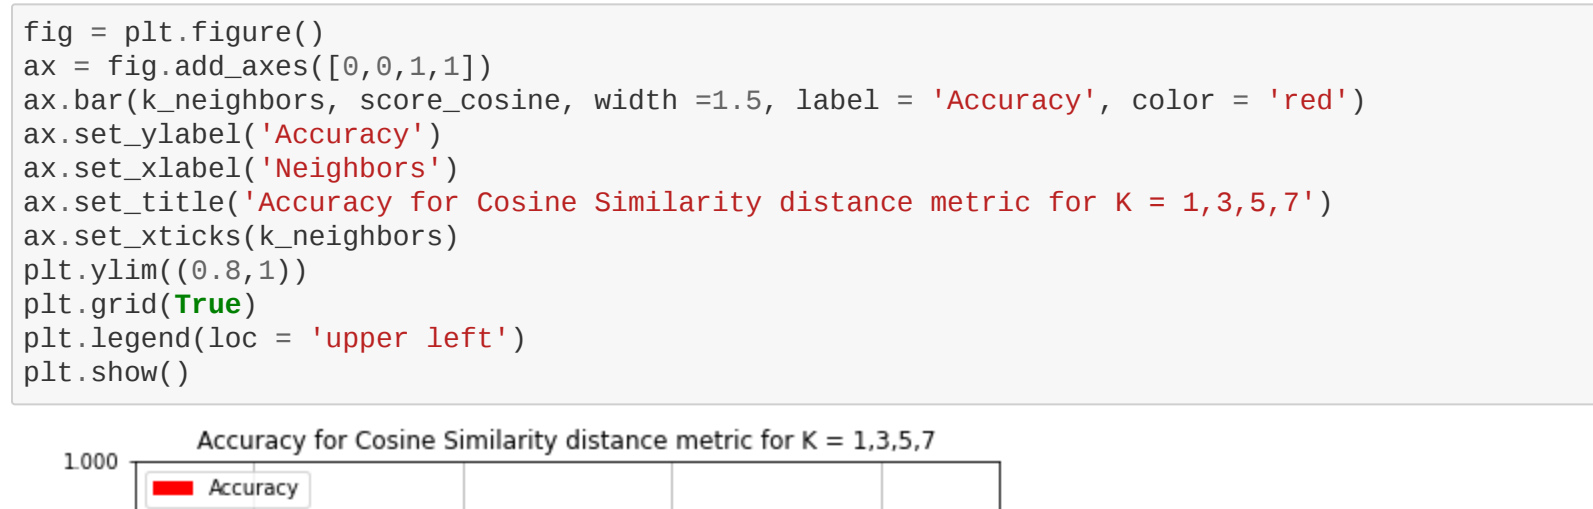 fig = plt.figure()
ax = fig.add_axes([0,0,1,1])
ax.bar(k_neighbors, score_cosine, width =1.5, label = 'Accuracy', color = 'red')
ax.set_ylabel('Accuracy')
ax.set_xlabel('Neighbors')
ax.set_title('Accuracy for Cosine Similarity distance metric for K = 1,3,5,7')
ax.set_xticks(k_neighbors)
plt.ylim((0.8,1))
plt.grid(True)
plt.legend(loc = 'upper left')
plt.show()
Accuracy for Cosine Similarity distance metric for K = 1,3,5,7
1.000
Accuracy